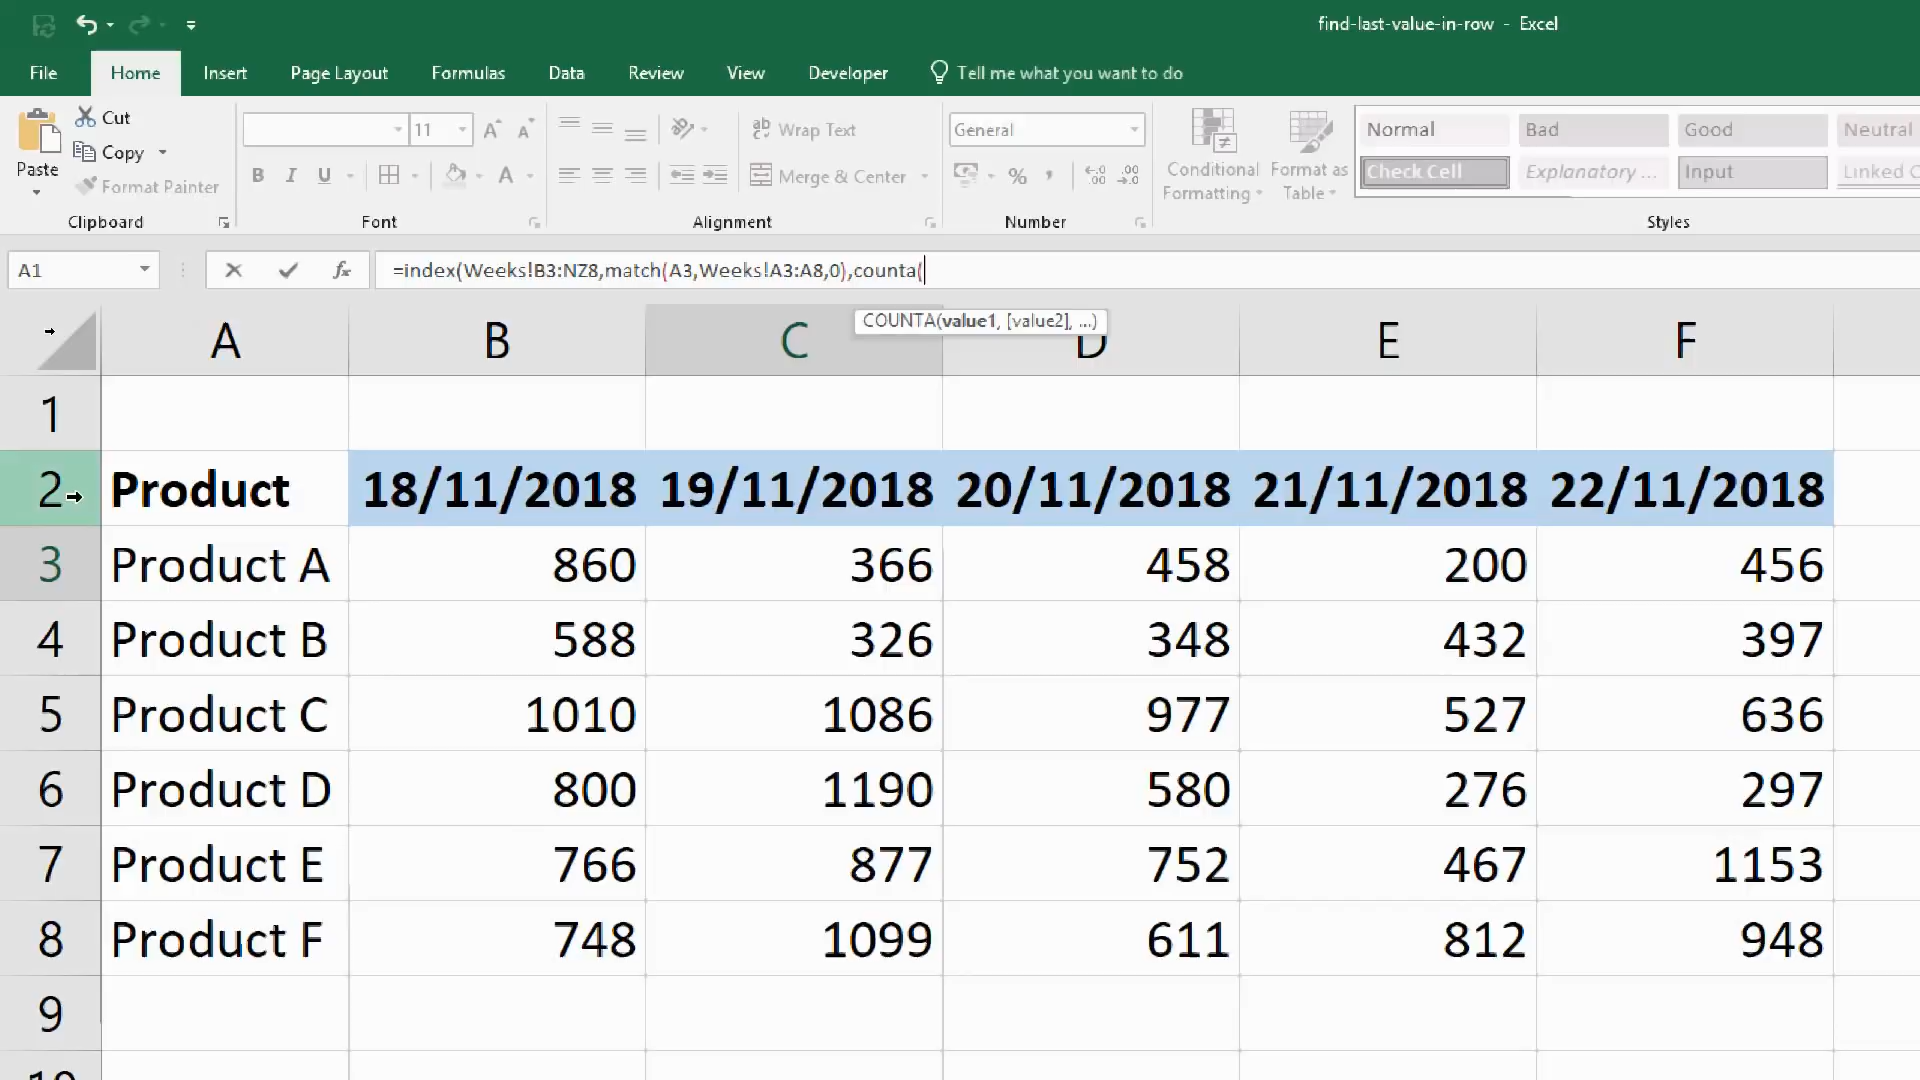 find-last-value-in-row - Excel
File Home Insert Page Layout Formulas Data Review View Developer Tell me what you want to do
Paste
Cut
Copy
Format Painter
Clipboard
11
A A
B I U A
Font
Wrap Text
Merge & Center
Alignment
General
% ,
Number
Conditional Formatting
Format as Table
Normal Bad Good Neutral
Check Cell Explanatory ... Input Linked C
Styles
A1 fx =index(Weeks!B3:NZ8,match(A3,Weeks!A3:A8,0),counta(
COUNTA(value1, [value2], ...)
A B C D E F
1
2 Product 18/11/2018 19/11/2018 20/11/2018 21/11/2018 22/11/2018
3 Product A 860 366 458 200 456
4 Product B 588 326 348 432 397
5 Product C 1010 1086 977 527 636
6 Product D 800 1190 580 276 297
7 Product E 766 877 752 467 1153
8 Product F 748 1099 611 812 948
9
10